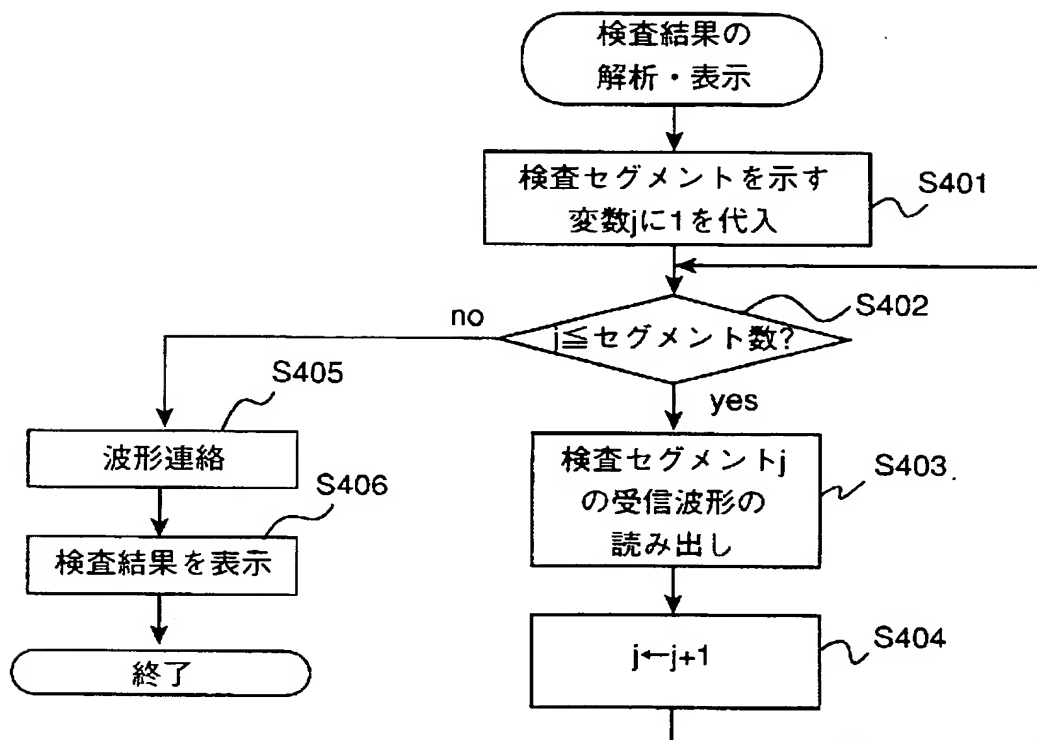 検査結果の
解析・表示
検査セグメントを示す
変数jに1を代入
S401
j≦セグメント数?
S402
no
yes
S405
波形連絡
S406
検査結果を表示
終了
検査セグメントj
の受信波形の
読み出し
S403
j←j+1
S404